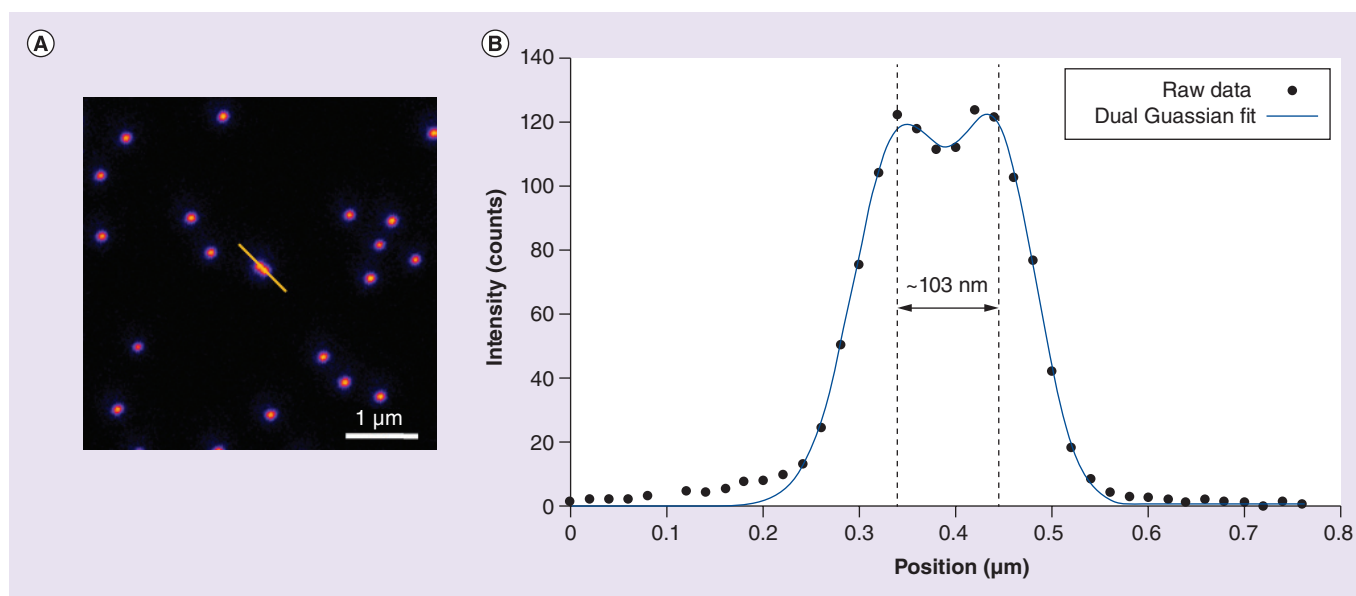 A
1 µm
B
Intensity (counts)
140
120
100
80
60
40
20
0
Raw data
Dual Guassian fit
~103 nm
0 0.1 0.2 0.3 0.4 0.5 0.6 0.7 0.8
Position (µm)